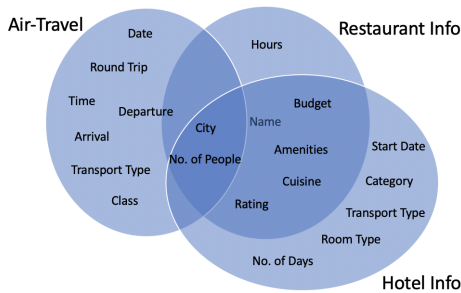 Air-Travel
Restaurant Info
Date
Hours
Round Trip
Time
Departure
Budget
City
Name
Arrival
Amenities
Start Date
No. of People
Transport Type
Cuisine
Category
Class
Rating
Transport Type
Room Type
No. of Days
Hotel Info